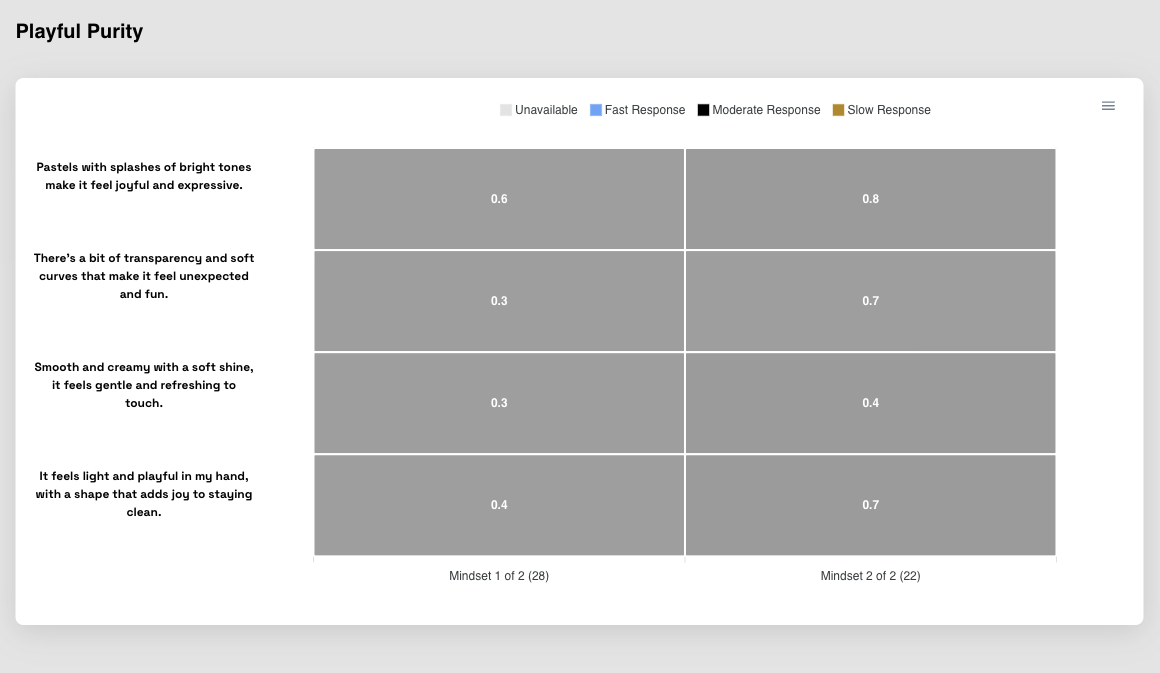 Playful Purity
Unavailable Fast Response Moderate Response Slow Response
Pastels with splashes of bright tones
make it feel joyful and expressive.
0.6 0.8
There's a bit of transparency and soft
curves that make it feel unexpected
and fun.
0.3 0.7
Smooth and creamy with a soft shine,
it feels gentle and refreshing to
touch.
0.3 0.4
It feels light and playful in my hand,
with a shape that adds joy to staying
clean.
0.4 0.7
Mindset 1 of 2 (28) Mindset 2 of 2 (22)